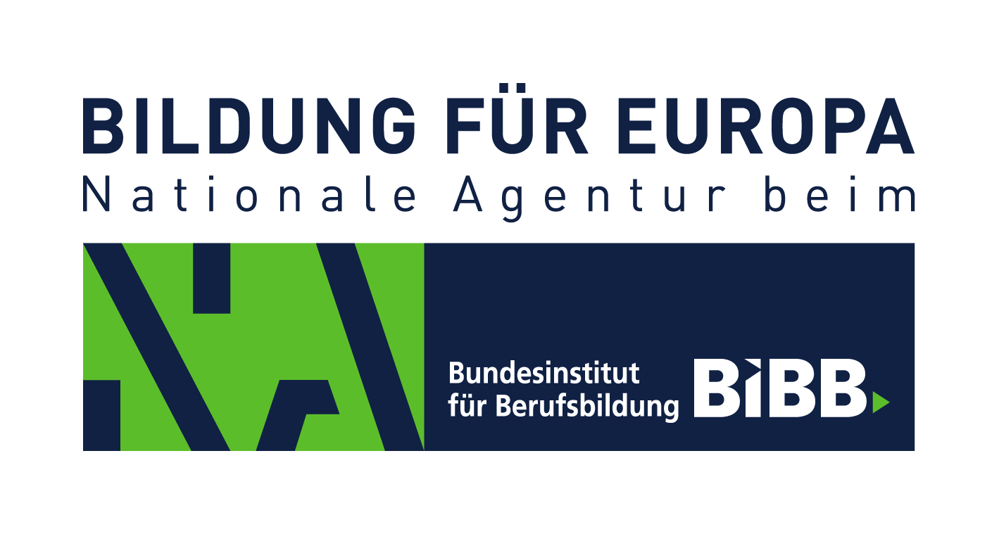 BILDUNG FÜR EUROPA
Nationale Agentur beim
Bundesinstitut
für Berufsbildung
BiBB